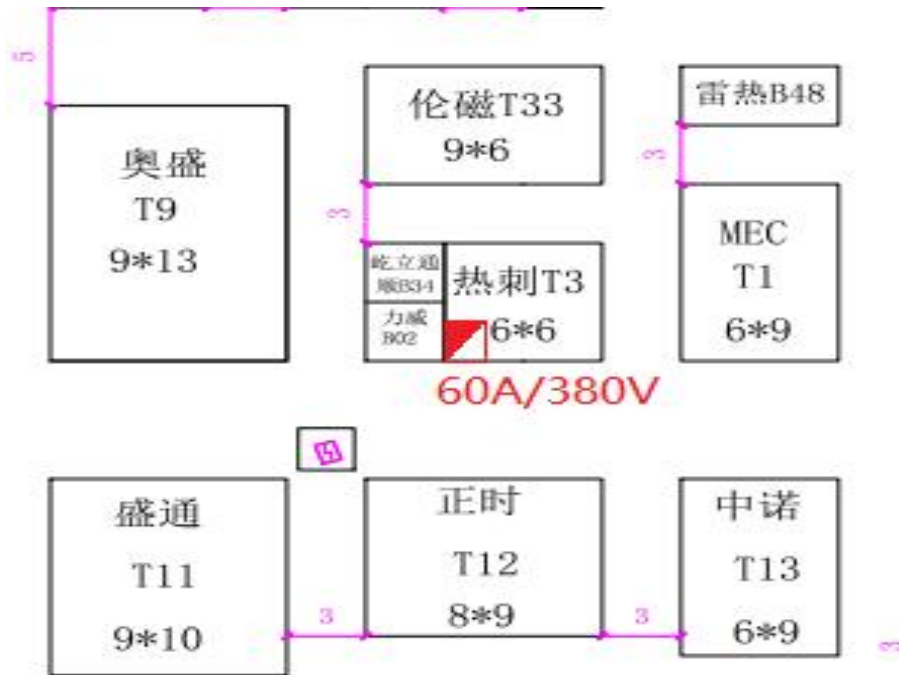 5
奥盛
T9
9*13
伦磁T33
9*6
雷热B48
3
3
MEC
T1
6*9
屹立通
顺B34
力威
B02
热刺T3
6*6
60A/380V
盛通
T11
9*10
3
正时
T12
8*9
3
中诺
T13
6*9
3